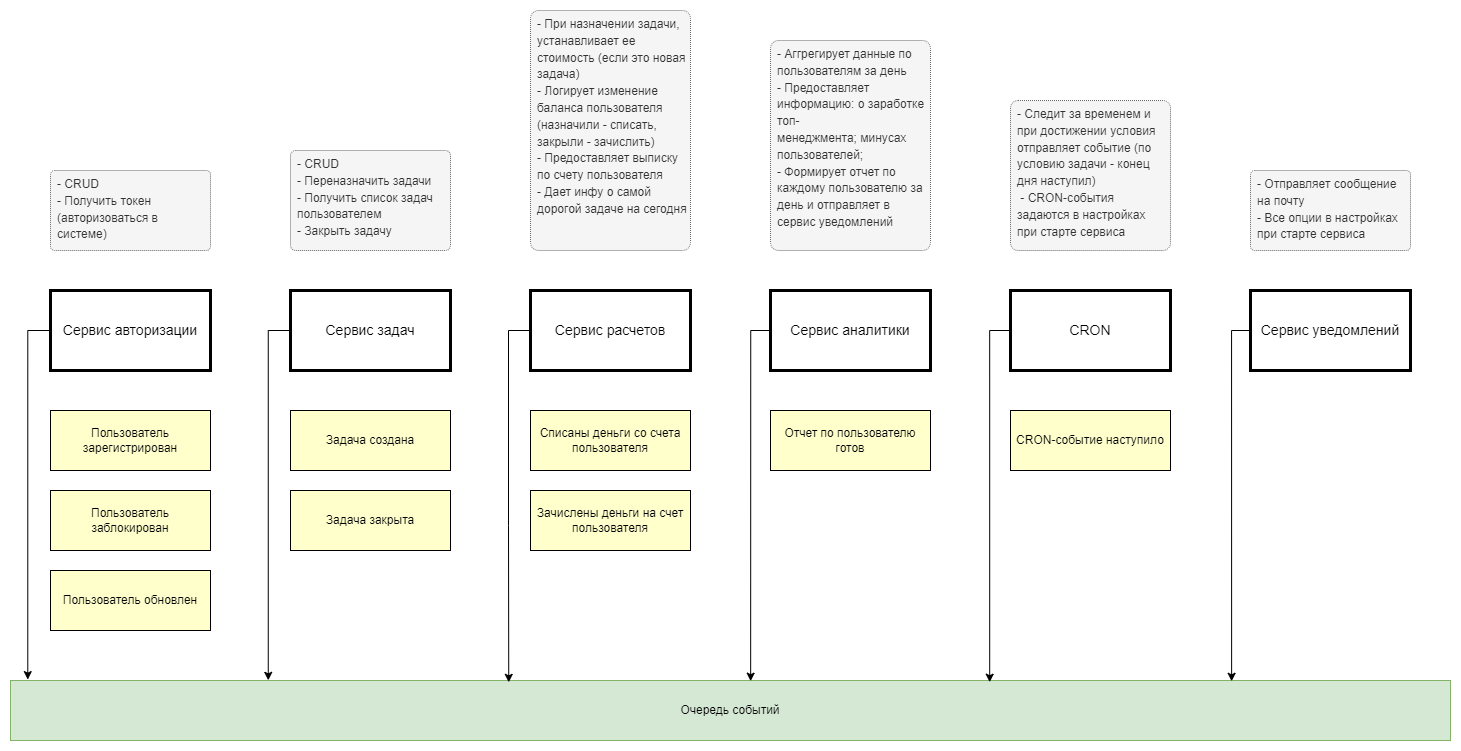 - CRUD
- Получить токен
(авторизоваться в
системе)
- CRUD
- Переназначить задачи
- Получить список задач
пользователем
- Закрыть задачу
- При назначении задачи,
устанавливает ее
стоимость (если это новая
задача)
- Логирует изменение
баланса пользователя
(назначили - списать,
закрыли - зачислить)
- Предоставляет выписку
по счету пользователя
- Дает инфу о самой
дорогой задаче на сегодня
- Аггрегирует данные по
пользователям за день
- Предоставляет
информацию: о заработке
топ-
менеджмента; минусах
пользователей;
- Формирует отчет по
каждому пользователю за
день и отправляет в
сервис уведомлений
- Следит за временем и
при достижении условия
отправляет событие (по
условию задачи - конец
дня наступил)
- CRON-события
задаются в настройках
при старте сервиса
- Отправляет сообщение
на почту
- Все опции в настройках
при старте сервиса
Сервис авторизации
Сервис задач
Сервис расчетов
Сервис аналитики
CRON
Сервис уведомлений
Пользователь
зарегистрирован
Задача создана
Списаны деньги со счета
пользователя
Отчет по пользователю
готов
CRON-событие наступило
Пользователь
заблокирован
Задача закрыта
Зачислены деньги на счет
пользователя
Пользователь обновлен
Очередь событий